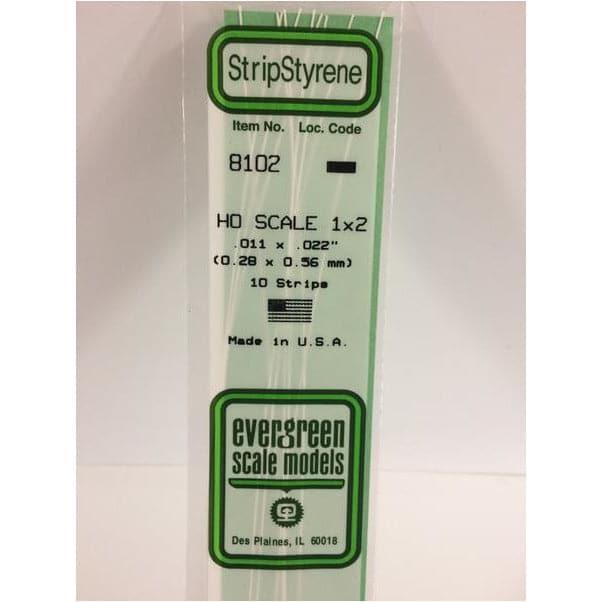 StripStyrene
Item No. Loc. Code
8102
HO SCALE 1x2
.011 x .022"
(0.28 x 0.56 mm)
10 Strips
Made in U.S.A.
evergreen
scale models
Des Plaines, IL 60018